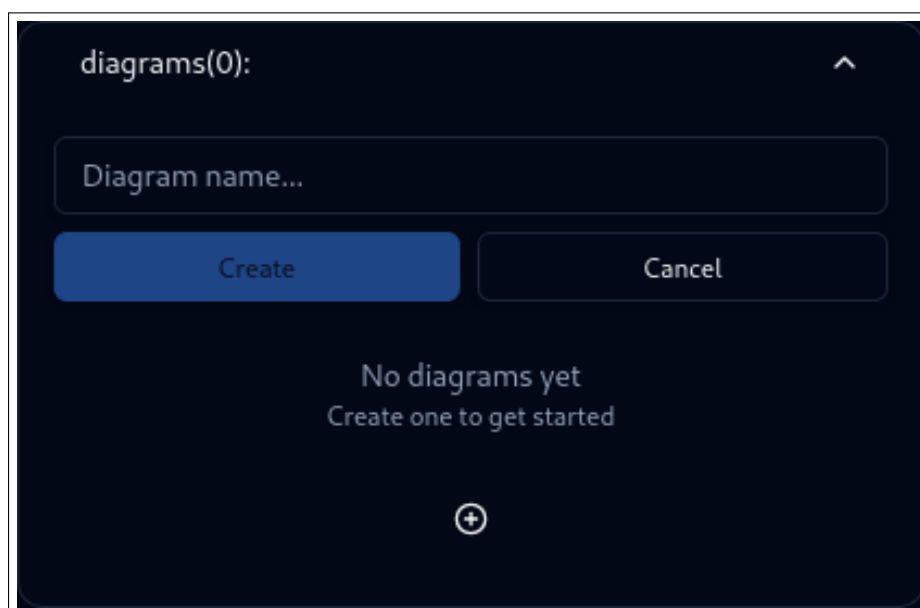 diagrams(0):
Diagram name...
Create
Cancel
No diagrams yet
Create one to get started